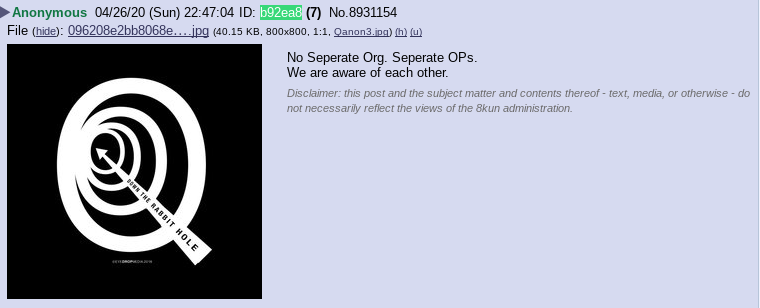 Anonymous 04/26/20 (Sun) 22:47:04 ID: b92ea8 (7) No.8931154
File (hide): 096208e2bb8068e….jpg (40.15 KB, 800x800, 1:1, Qanon3.jpg) (h) (u)
No Seperate Org. Seperate OPs.
We are aware of each other.
Disclaimer: this post and the subject matter and contents thereof - text, media, or otherwise - do
not necessarily reflect the views of the 8kun administration.
DOWN THE RABBIT HOLE